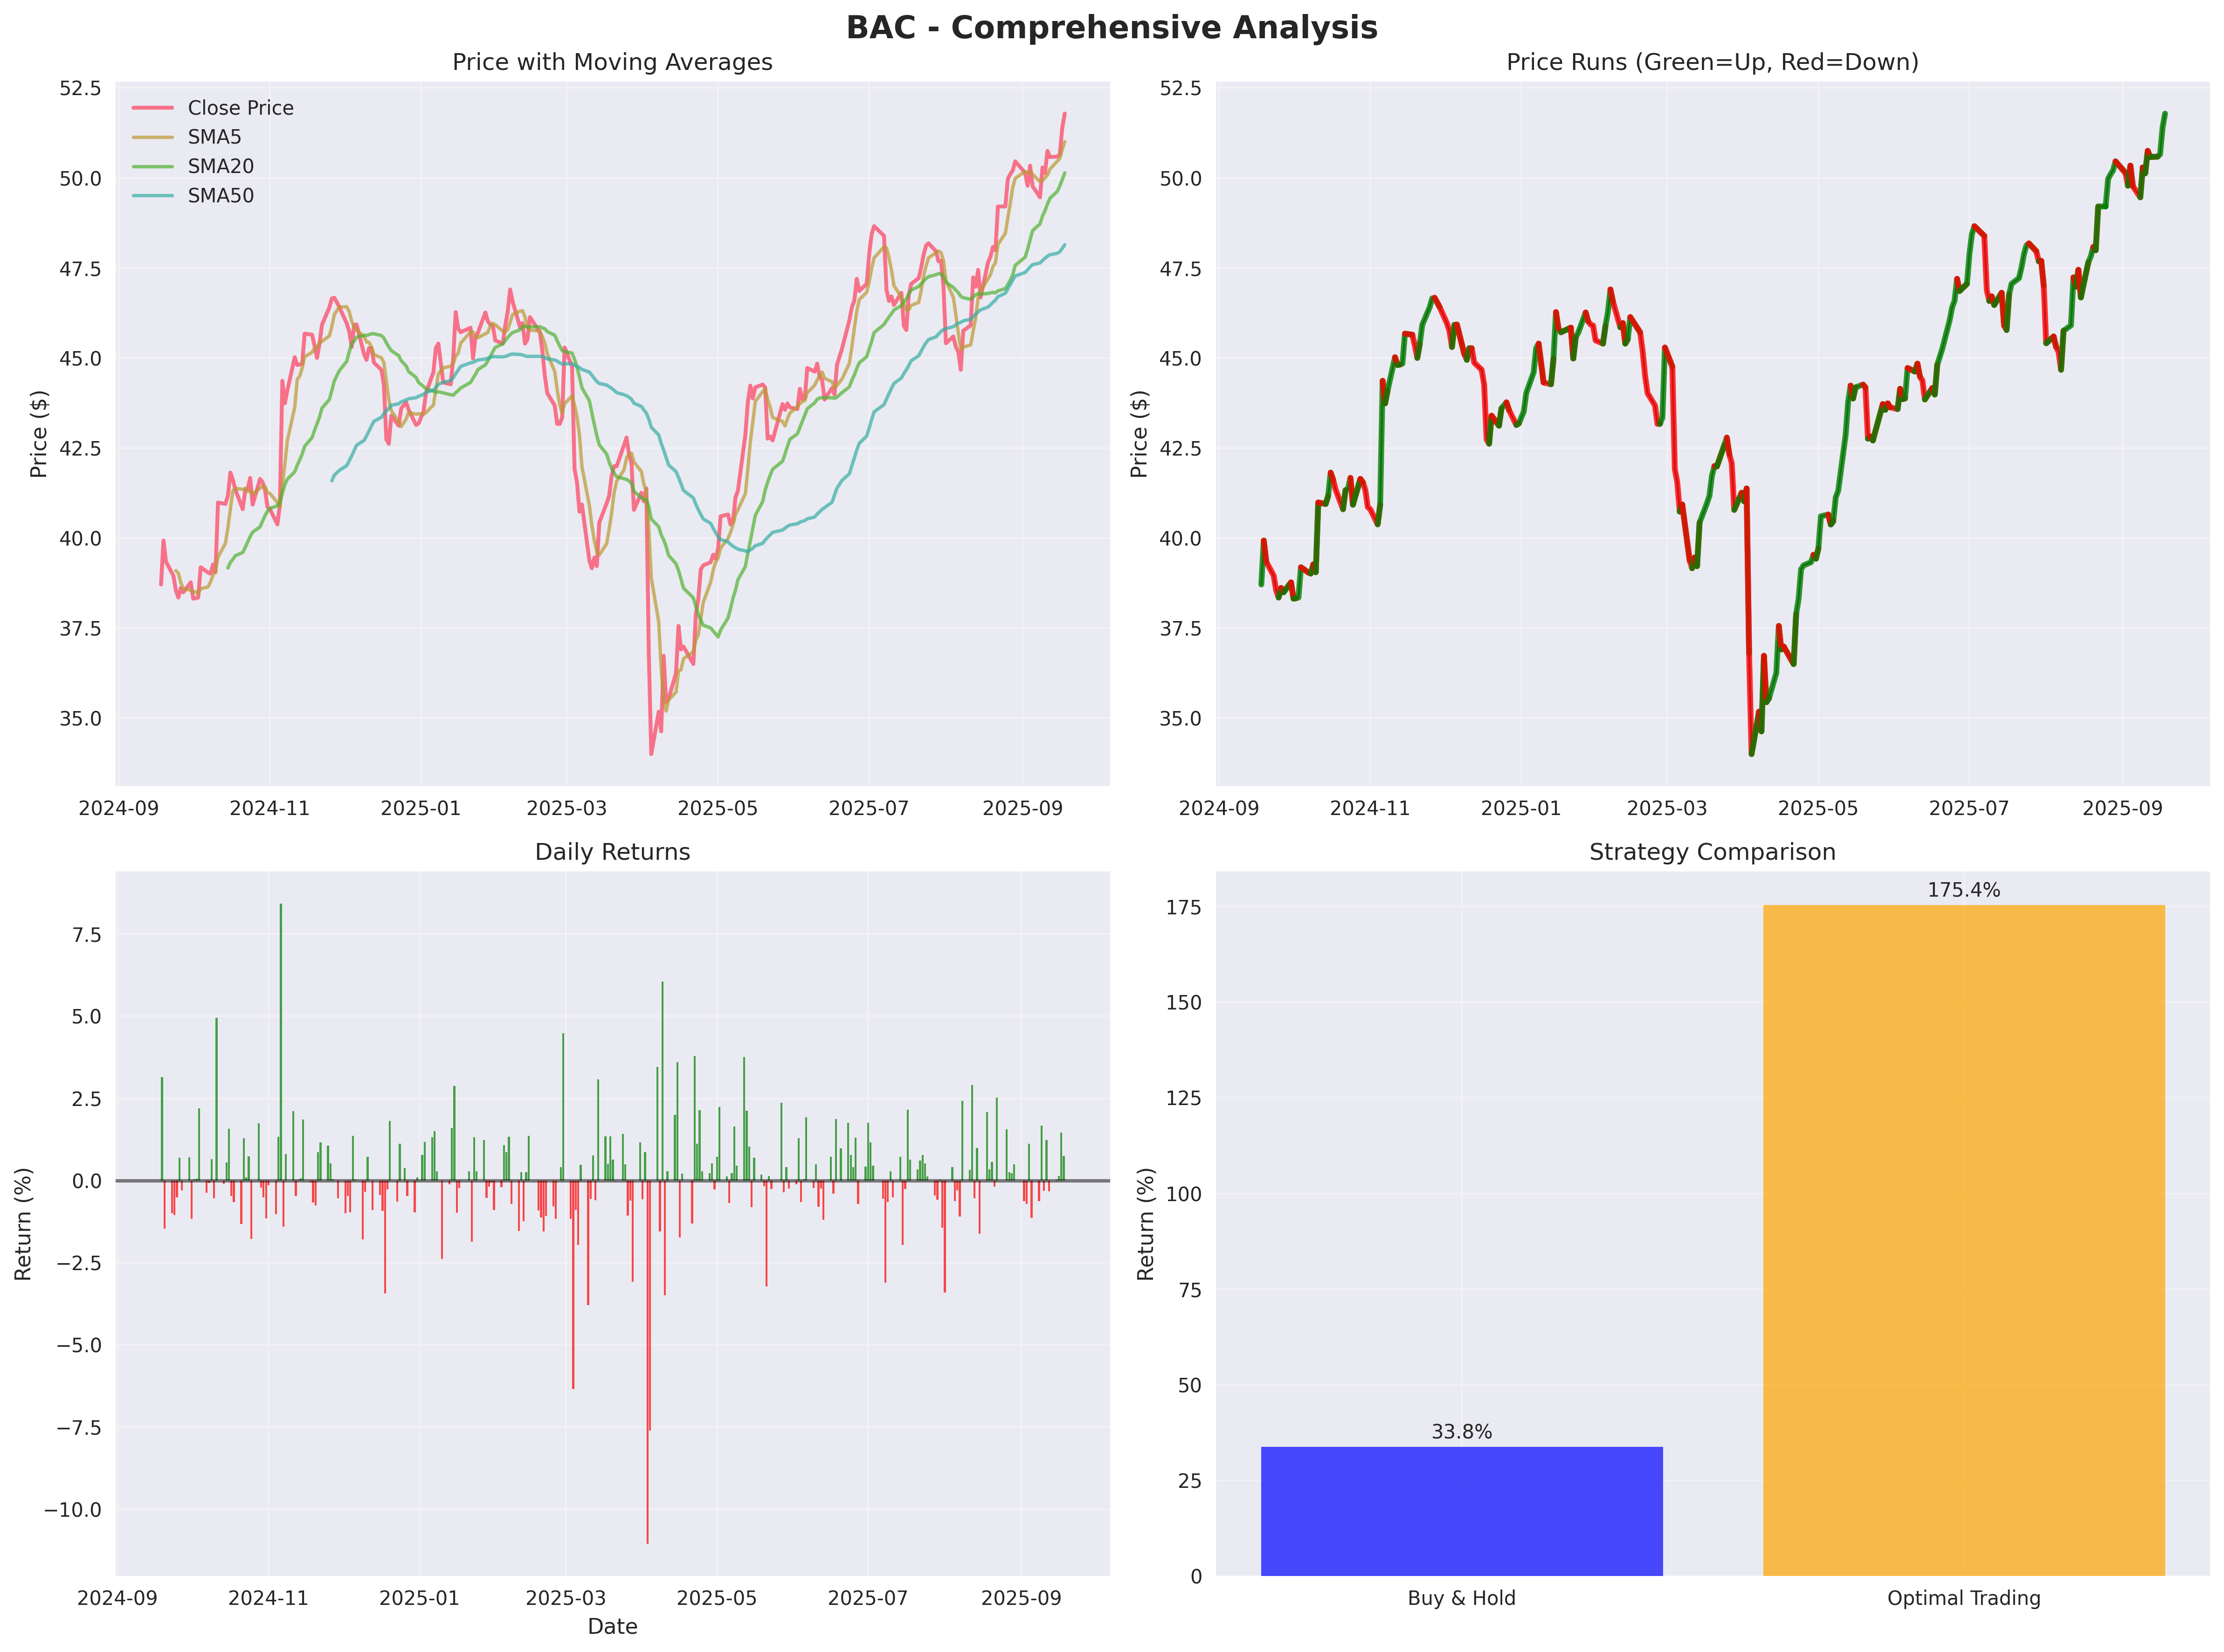 BAC - Comprehensive Analysis
Price with Moving Averages
Price ($)
52.5
50.0
47.5
45.0
42.5
40.0
37.5
35.0
Close Price
SMA5
SMA20
SMA50
2024-09 2024-11 2025-01 2025-03 2025-05 2025-07 2025-09
Price Runs (Green=Up, Red=Down)
Price ($)
52.5
50.0
47.5
45.0
42.5
40.0
37.5
35.0
2024-09 2024-11 2025-01 2025-03 2025-05 2025-07 2025-09
Daily Returns
Return (%)
7.5
5.0
2.5
0.0
−2.5
−5.0
−7.5
−10.0
2024-09 2024-11 2025-01 2025-03 2025-05 2025-07 2025-09
Date
Strategy Comparison
Return (%)
175
150
125
100
75
50
25
0
33.8%
175.4%
Buy & Hold Optimal Trading